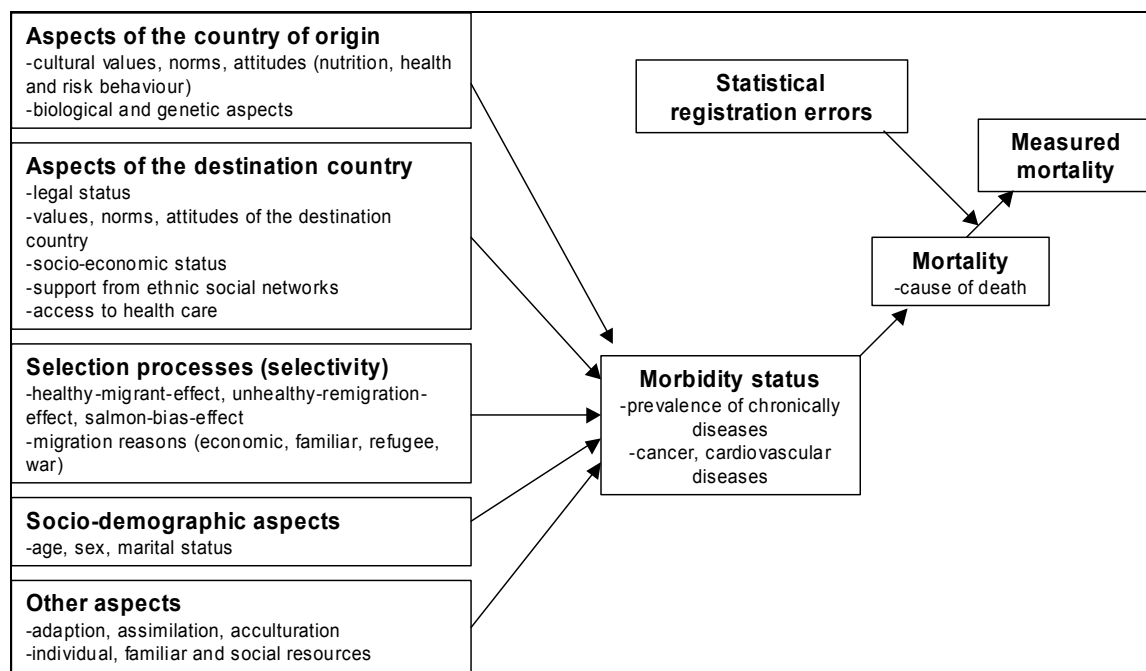 Aspects of the country of origin
-cultural values, norms, attitudes (nutrition, health
and risk behaviour)
-biological and genetic aspects
Aspects of the destination country
-legal status
-values, norms, attitudes of the destination
country
-socio-economic status
-support from ethnic social networks
-access to health care
Selection processes (selectivity)
-healthy-migrant-effect, unhealthy-remigration-
effect, salmon-bias-effect
-migration reasons (economic, familiar, refugee,
war)
Socio-demographic aspects
-age, sex, marital status
Other aspects
-adaption, assimilation, acculturation
-individual, familiar and social resources
Statistical
registration errors
Measured
mortality
Mortality
-cause of death
Morbidity status
-prevalence of chronically
diseases
-cancer, cardiovascular
diseases